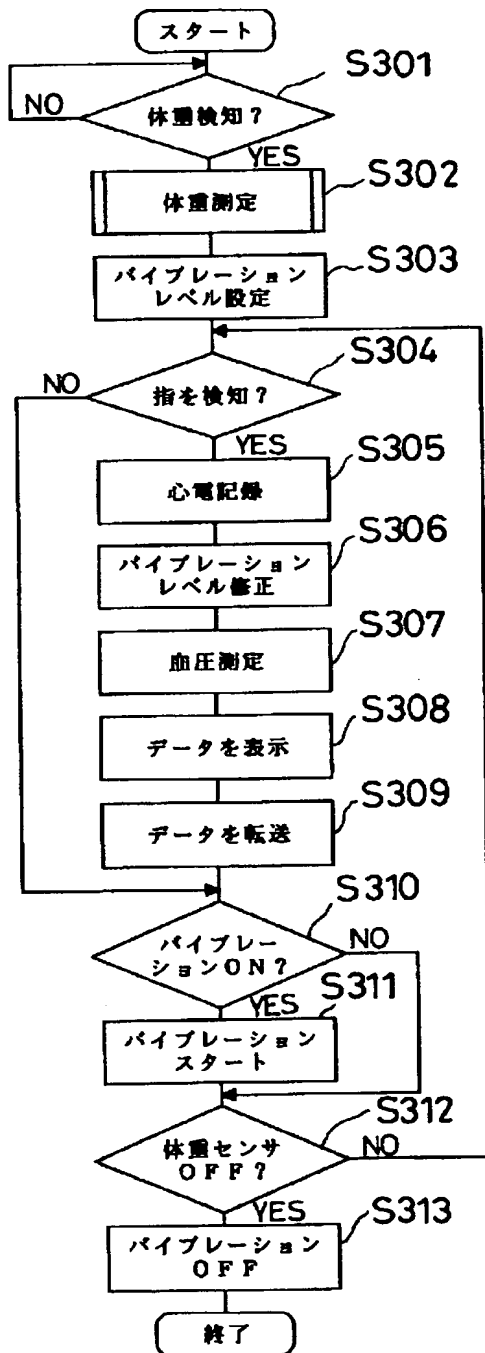 スタート
S301
NO
体重検知?
YES
S302
体重測定
S303
バイブレーション
レベル設定
S304
NO
指を検知?
YES
S305
心電記録
S306
バイブレーション
レベル修正
S307
血圧測定
S308
データを表示
S309
データを転送
S310
バイブレー
ションON?
NO
YES
S311
バイブレーション
スタート
S312
体重センサ
OFF?
NO
YES
S313
バイブレーション
OFF
終了